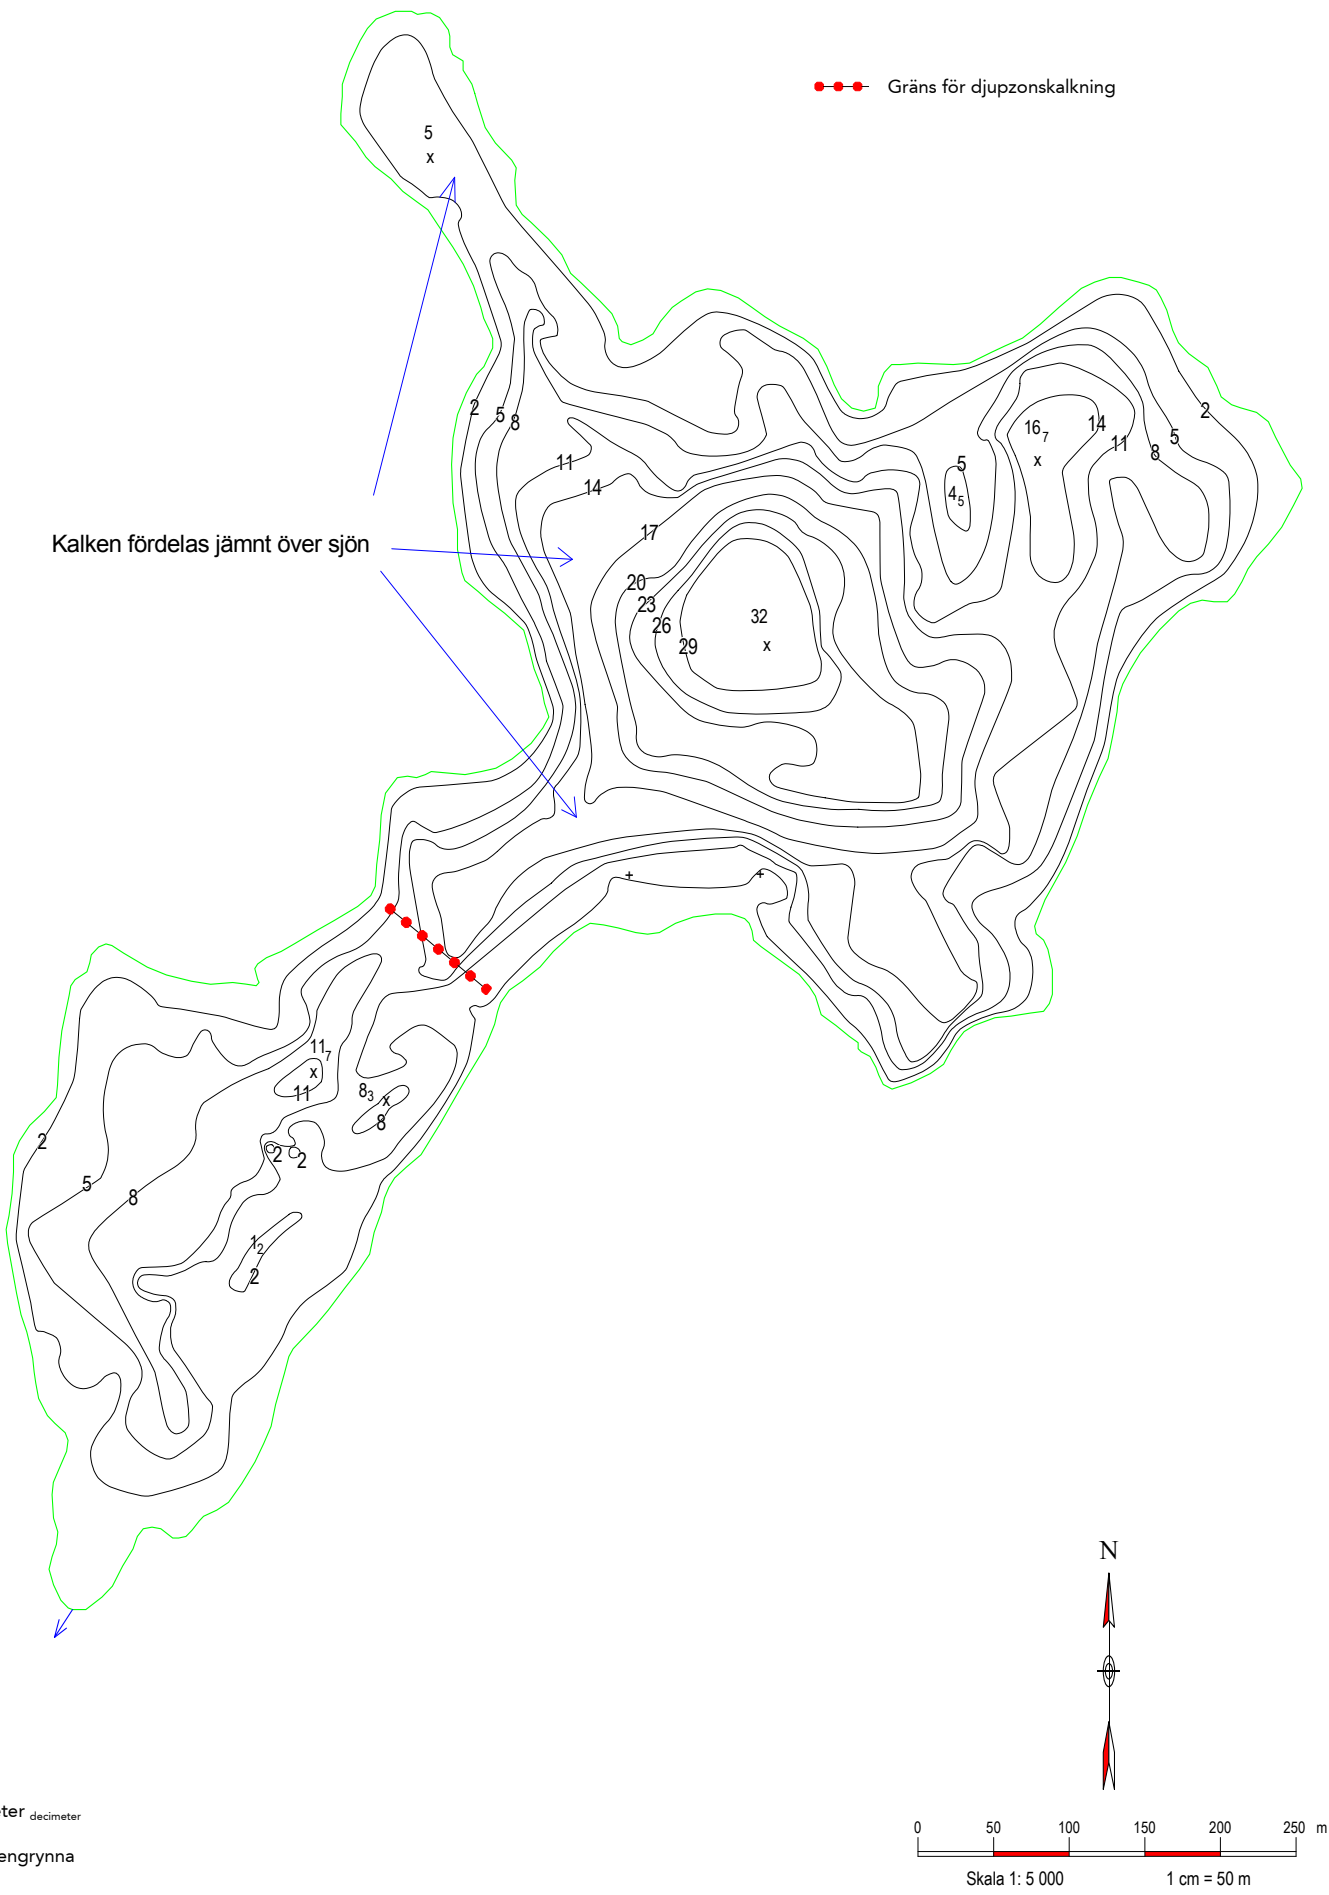 Gräns för djupzonskalkning
5
x
2
5
8
11
14
17
20
23
26
29
32
x
5
4 5
16 7
x
14
11
8
5
2
Kalken fördelas jämnt över sjön
11 7
x
11
8 3
x
8
2
2
2
5
8
1 2
2
N
ter decimeter
engrynna
0 50 100 150 200 250 m
Skala 1: 5 000 1 cm = 50 m